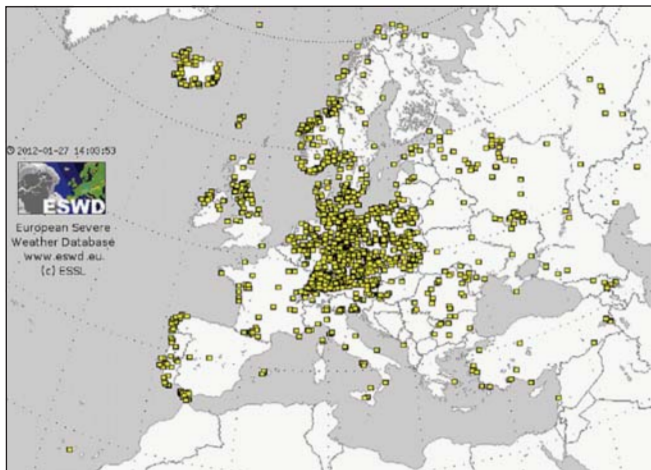 2012-01-27 14:00:53
ESWD
European Severe
Weather Database
www.eswd.eu
(c) ESSL